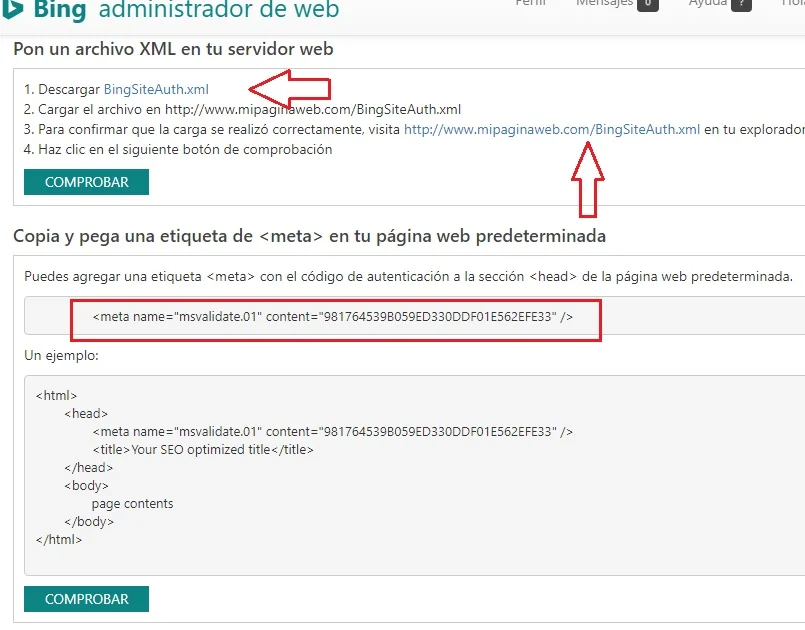 Bing administrador de web
Perfil Mensajes 0 Ayuda ?
Pon un archivo XML en tu servidor web
1. Descargar BingSiteAuth.xml
2. Cargar el archivo en http://www.mipaginaweb.com/BingSiteAuth.xml
3. Para confirmar que la carga se realizó correctamente, visita http://www.mipaginaweb.com/BingSiteAuth.xml en tu explorador
4. Haz clic en el siguiente botón de comprobación
COMPROBAR
Copia y pega una etiqueta de <meta> en tu página web predeterminada
Puedes agregar una etiqueta <meta> con el código de autenticación a la sección <head> de la página web predeterminada.
<meta name="msvalidate.01" content="981764539B059ED330DDF01E562EFE33" />
Un ejemplo:
<html>
<head>
<meta name="msvalidate.01" content="981764539B059ED330DDF01E562EFE33" />
<title>Your SEO optimized title</title>
</head>
<body>
page contents
</body>
</html>
COMPROBAR